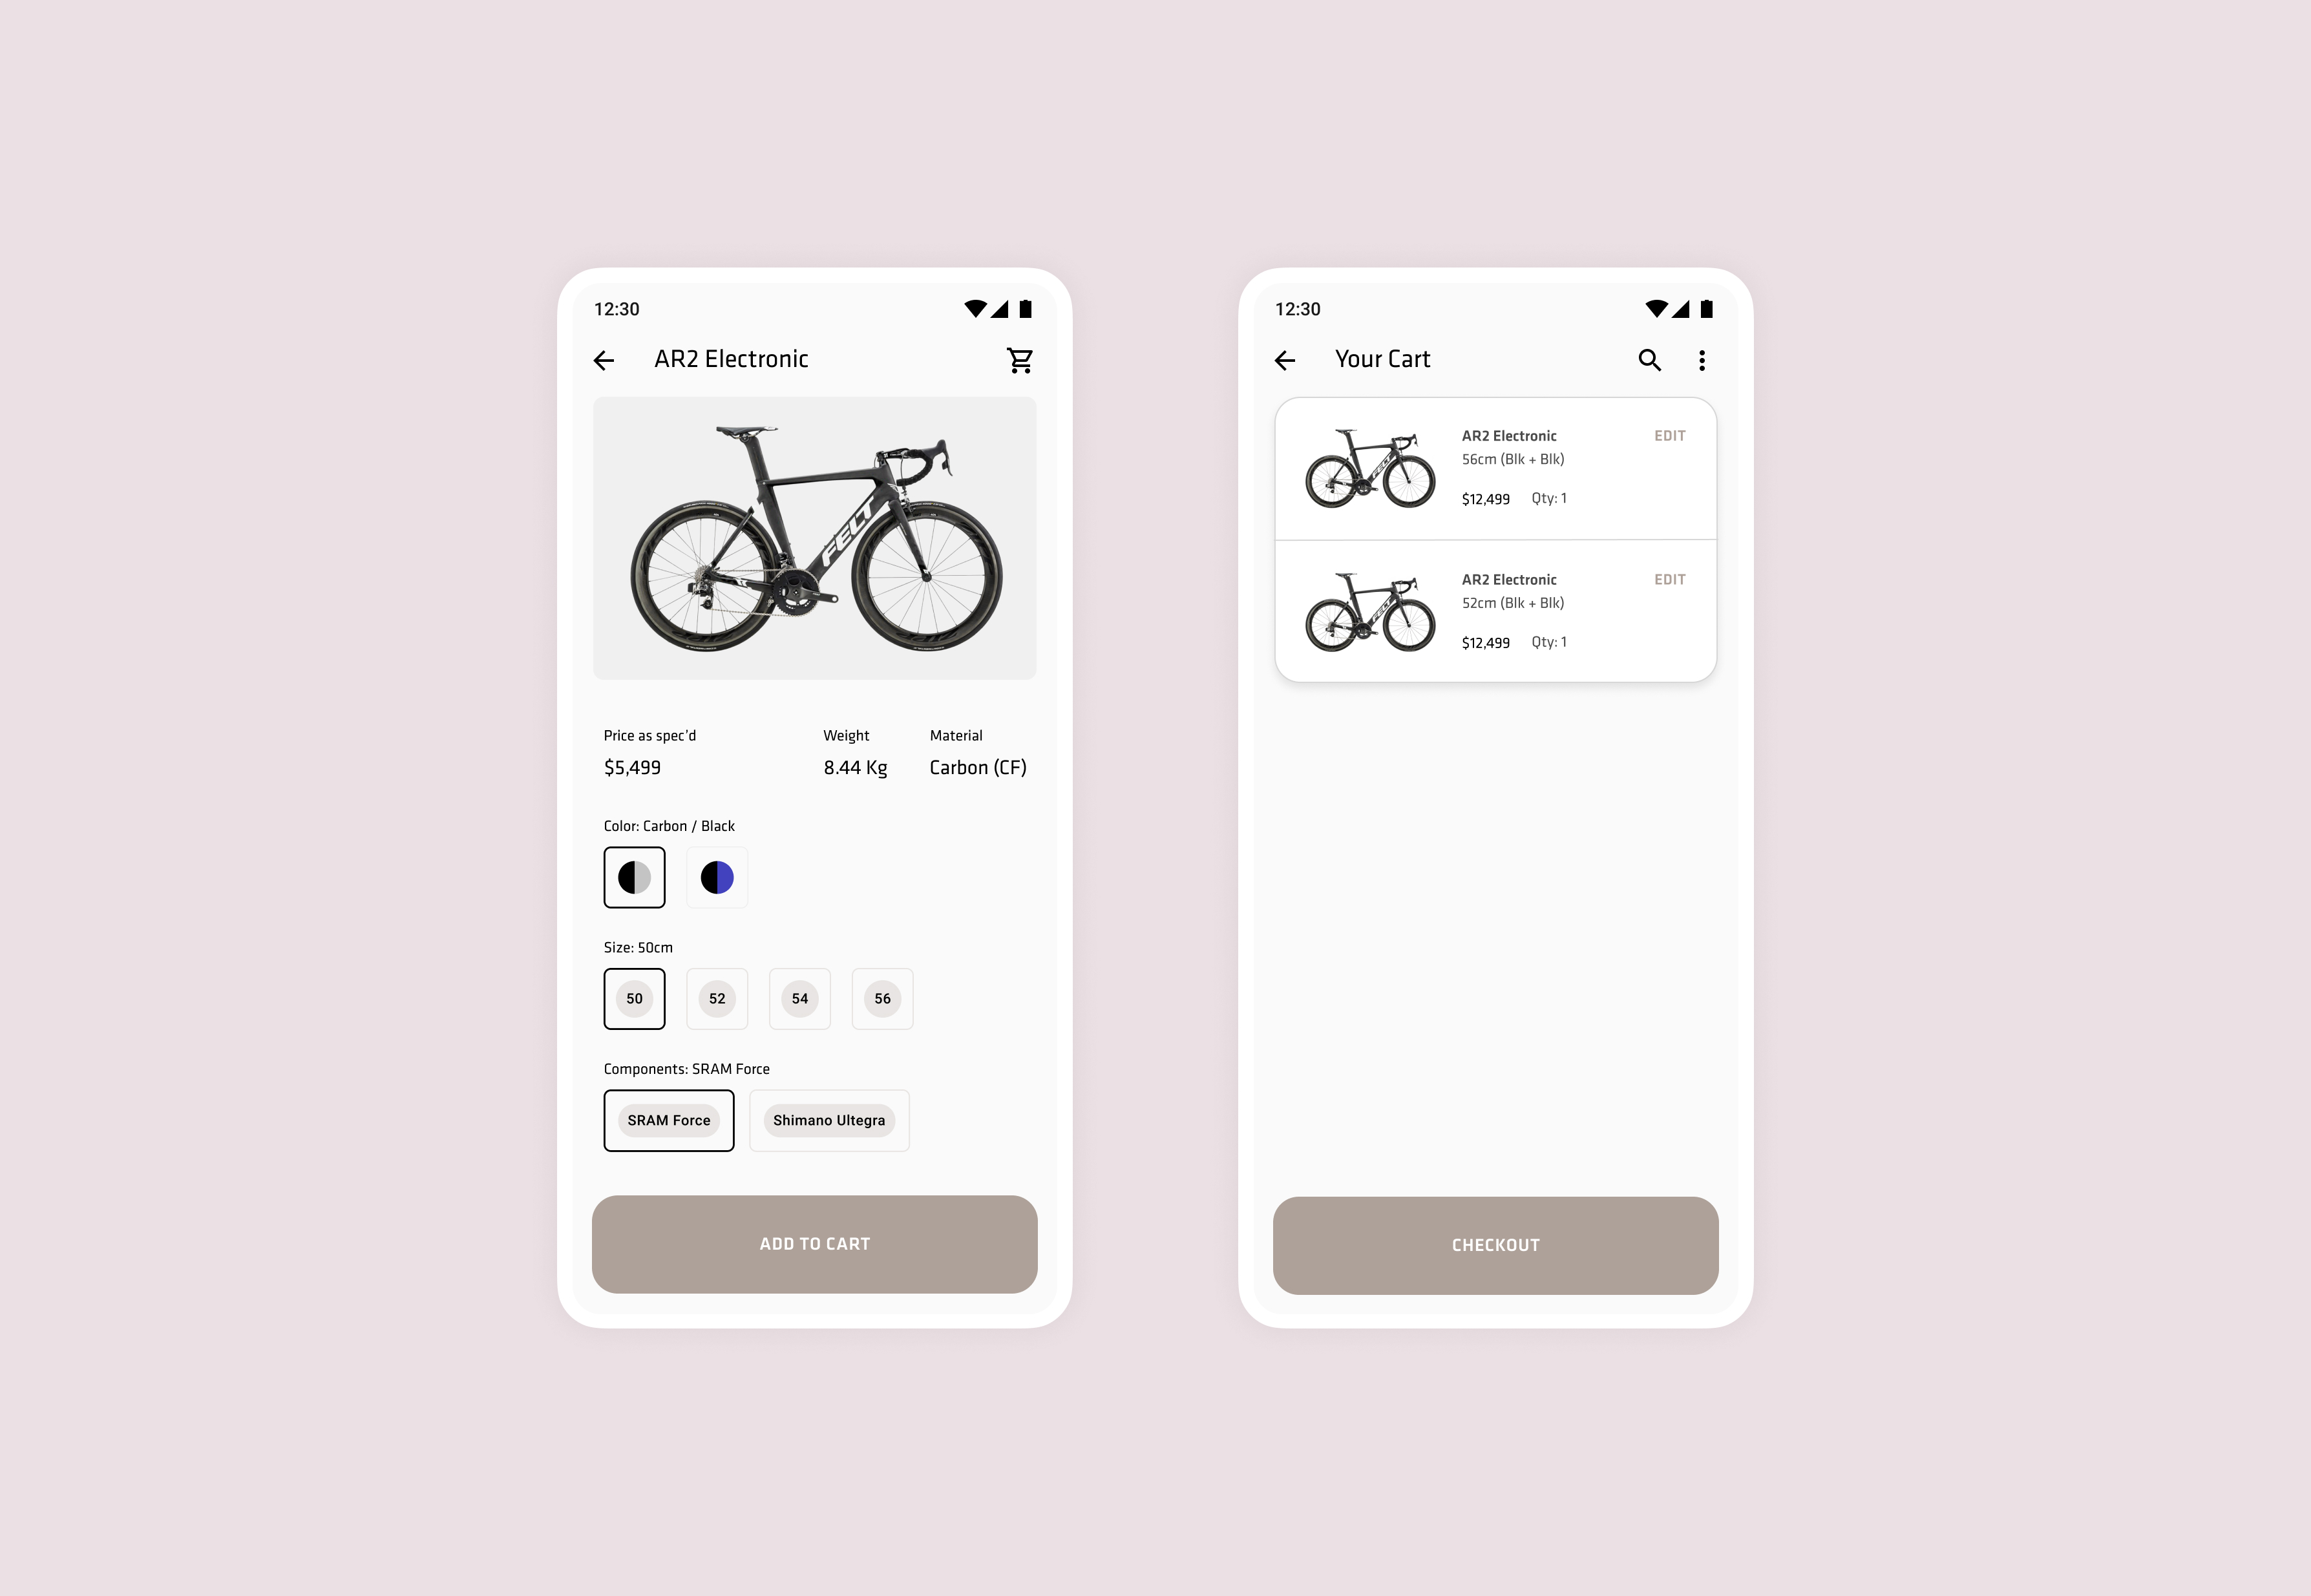 12:30
AR2 Electronic
FELT
Price as spec'd
Weight
Material
$5,499
8.44 Kg
Carbon (CF)
Color: Carbon / Black
Size: 50cm
50
52
54
56
Components: SRAM Force
SRAM Force
Shimano Ultegra
ADD TO CART
12:30
Your Cart
FELT
AR2 Electronic
EDIT
56cm (Blk + Blk)
$12,499
Qty: 1
FELT
AR2 Electronic
EDIT
52cm (Blk + Blk)
$12,499
Qty: 1
CHECKOUT